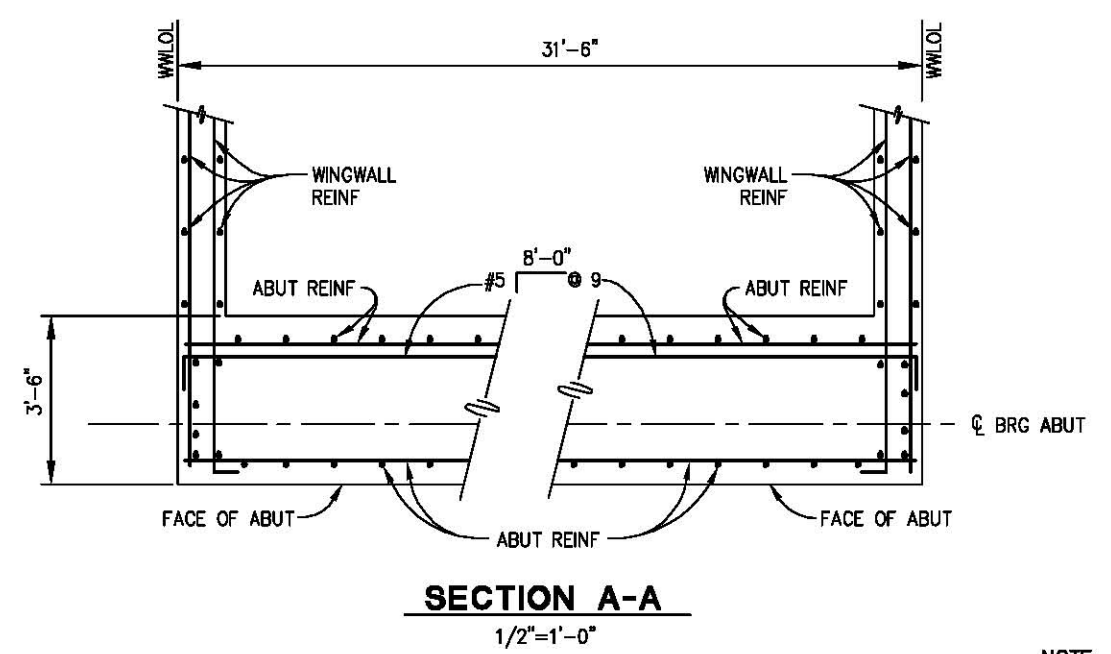 WWLOL
31'-6"
WWLOL
WINGWALL
REINF
WINGWALL
REINF
8'-0"
#5
@ 9
ABUT REINF
ABUT REINF
3'-6"
℄ BRG ABUT
FACE OF ABUT
ABUT REINF
FACE OF ABUT
SECTION A-A
1/2"=1'-0"
NOTE